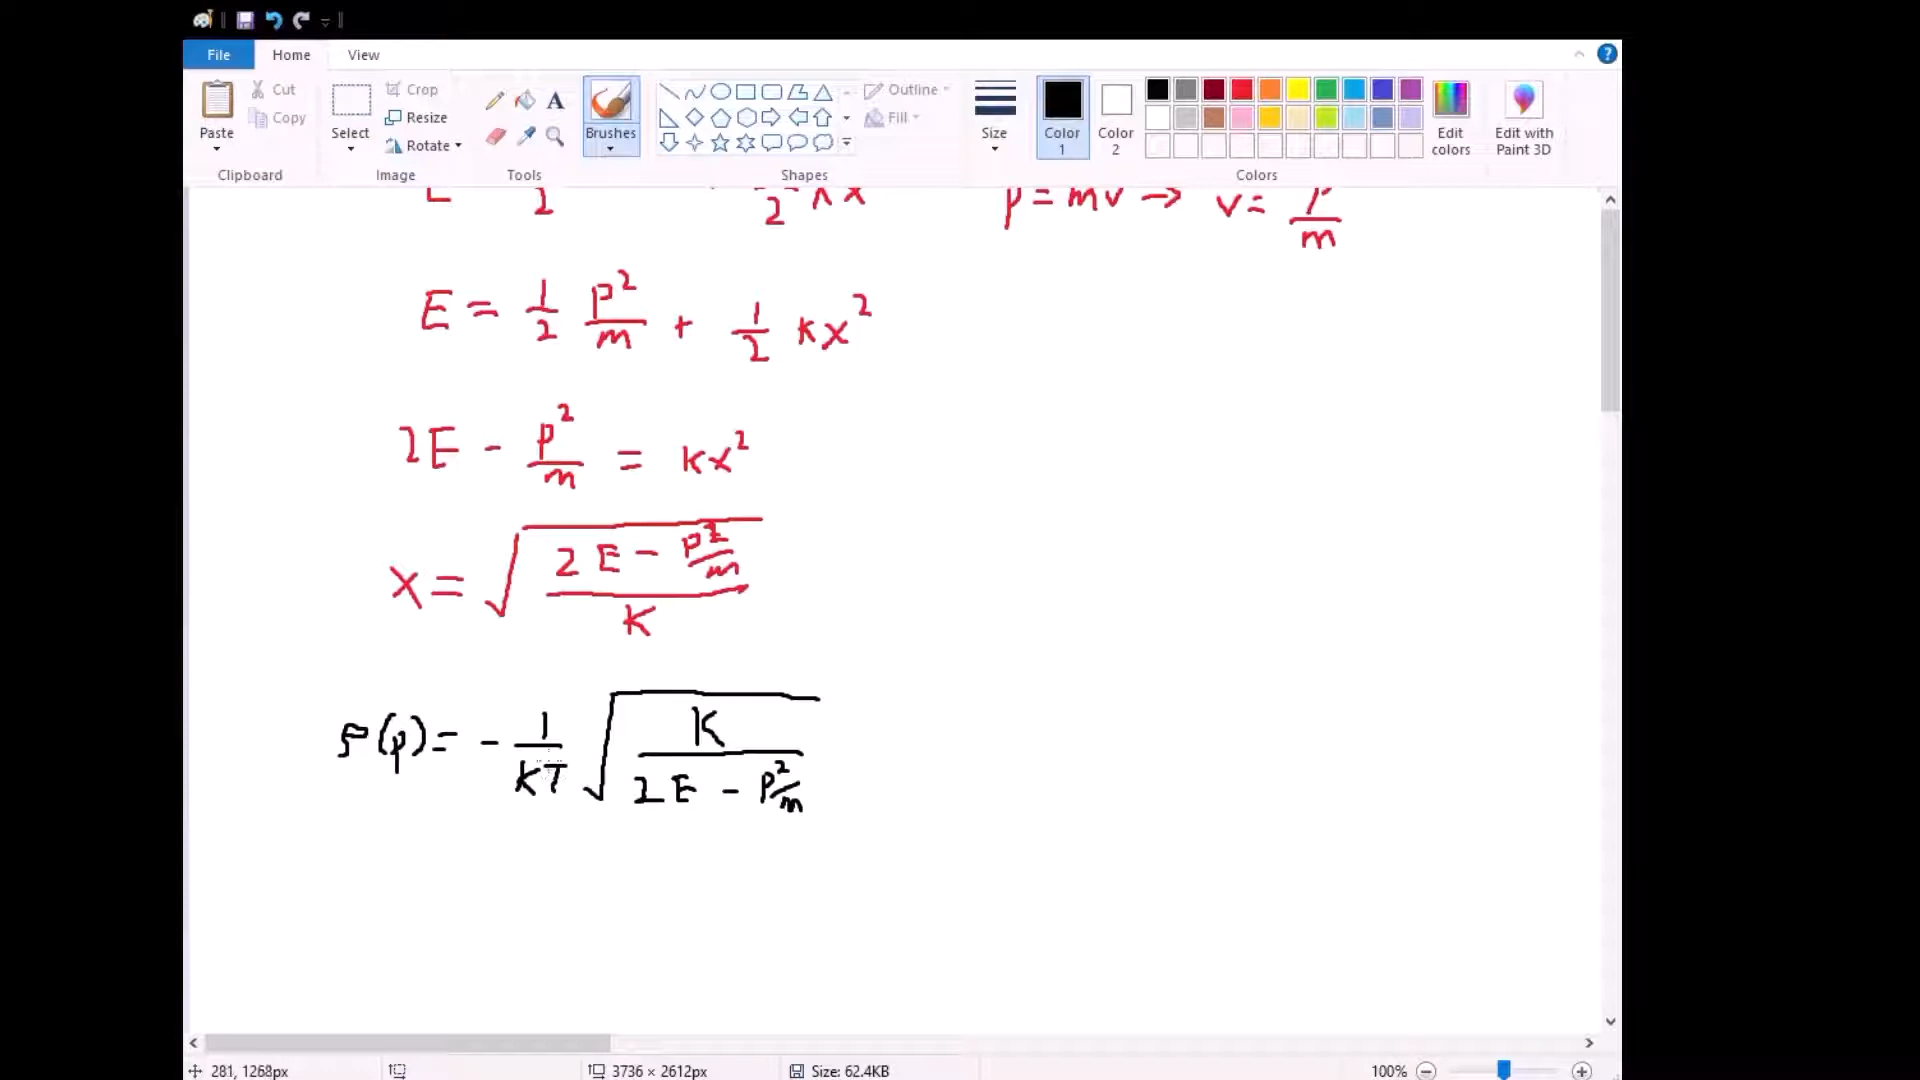 File Home View
Paste Cut Copy Select Crop Resize Rotate A Brushes Outline Fill Size Color 1 Color 2 Edit colors Edit with Paint 3D
Clipboard Image Tools Shapes Colors
p = mv → v = p/m
E = 1/2 p²/m + 1/2 kx²
2E - p²/m = kx²
x = √((2E - p²/m)/k)
(p) = - 1/kT √(k/(2E - p²/m))
281, 1268px 3736 × 2612px Size: 62.4KB 100%